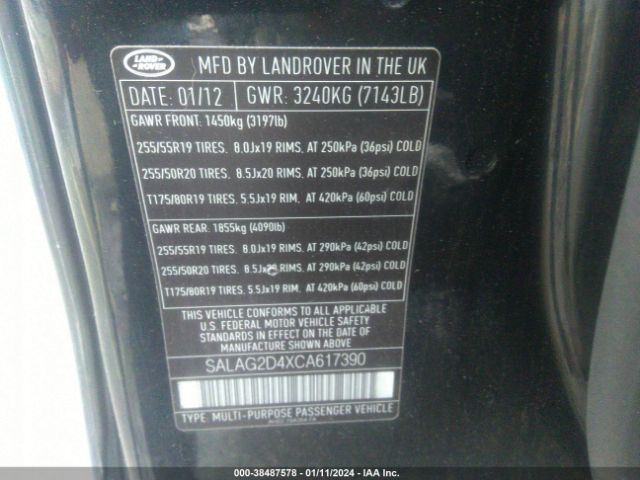 LAND ROVER
MFD BY LANDROVER IN THE UK
DATE: 01/12 GWR: 3240KG (7143LB)
GAWR FRONT: 1450kg (3197lb)
255/55R19 TIRES. 8.0Jx19 RIMS. AT 250kPa (36psi) COLD
255/50R20 TIRES. 8.5Jx20 RIMS. AT 250kPa (36psi) COLD
T175/80R19 TIRES. 5.5Jx19 RIM. AT 420kPa (60psi) COLD
GAWR REAR: 1855kg (4090lb)
255/55R19 TIRES. 8.0Jx19 RIMS. AT 290kPa (42psi) COLD
255/50R20 TIRES. 8.5Jx20 RIMS. AT 290kPa (42psi) COLD
T175/80R19 TIRES. 5.5Jx19 RIM. AT 420kPa (60psi) COLD
THIS VEHICLE CONFORMS TO ALL APPLICABLE
U.S. FEDERAL MOTOR VEHICLE SAFETY
STANDARDS IN EFFECT ON THE DATE OF
MANUFACTURE SHOWN ABOVE
SALAG2D4XCA617390
TYPE: MULTI-PURPOSE PASSENGER VEHICLE
000-38487578 - 01/11/2024 - IAA Inc.